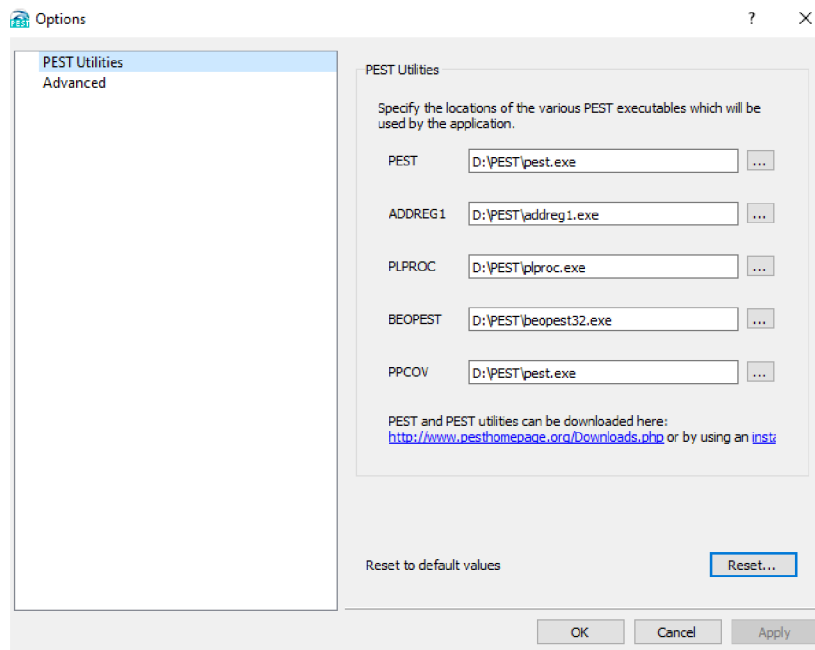 Options
?
PEST Utilities
Advanced
PEST Utilities
Specify the locations of the various PEST executables which will be
used by the application.
PEST D:\PEST\pest.exe ...
ADDREG1 D:\PEST\addreg1.exe ...
PLPROC D:\PEST\plproc.exe ...
BEOPEST D:\PEST\beopest32.exe ...
PPCOV D:\PEST\pest.exe ...
PEST and PEST utilities can be downloaded here:
http://www.pesthomepage.org/Downloads.php or by using an insta
Reset to default values Reset...
OK Cancel Apply